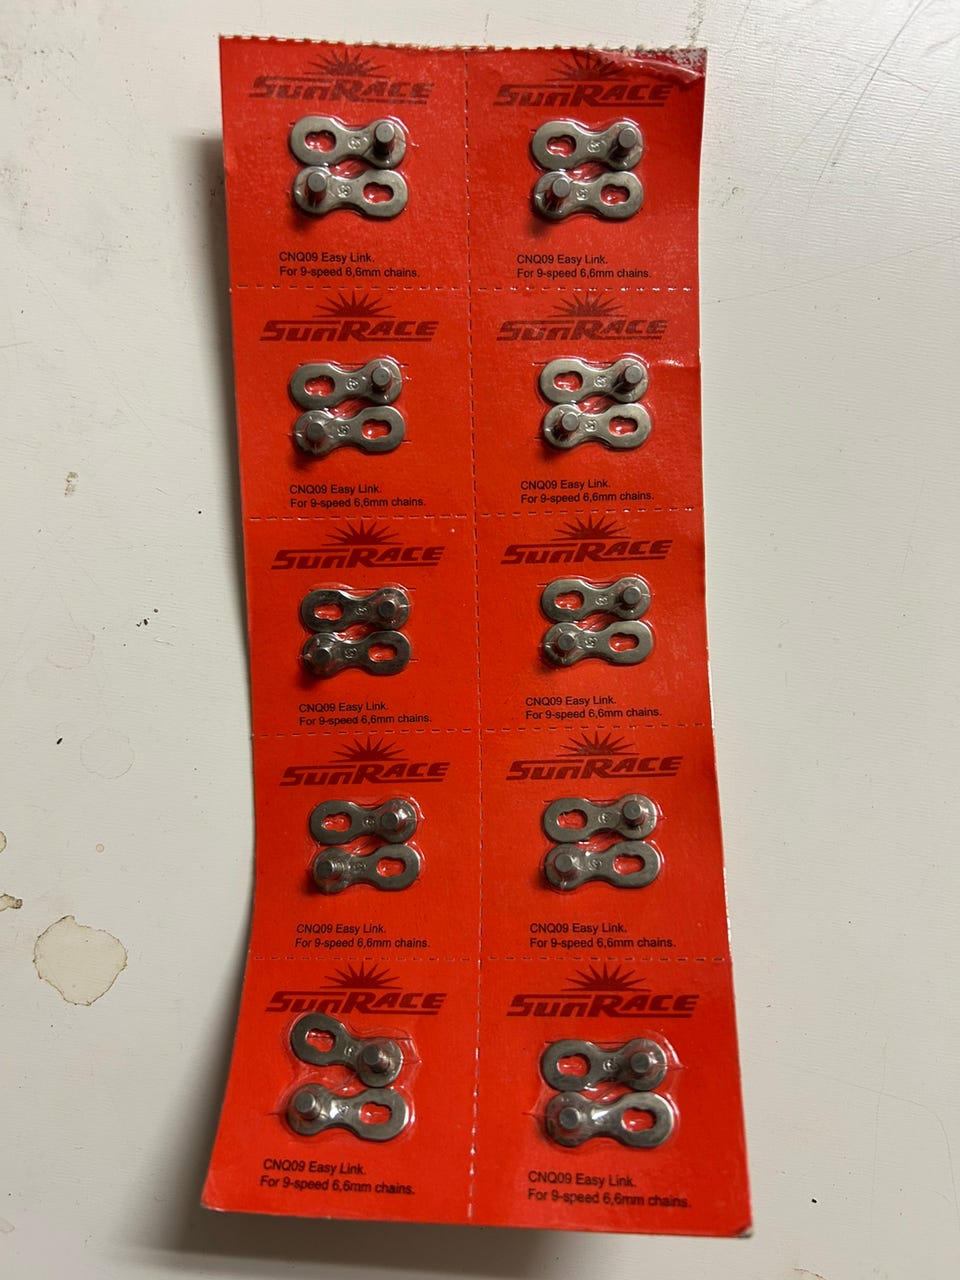 SunRACE
SunRACE
CNQ09 Easy Link.
For 9-speed 6,6mm chains.
CNQ09 Easy Link.
For 9-speed 6,6mm chains.
SunRACE
SunRACE
CNQ09 Easy Link.
For 9-speed 6,6mm chains.
CNQ09 Easy Link.
For 9-speed 6,6mm chains.
SunRACE
SunRACE
CNQ09 Easy Link.
For 9-speed 6,6mm chains.
CNQ09 Easy Link.
For 9-speed 6,6mm chains.
SunRACE
SunRACE
CNQ09 Easy Link.
For 9-speed 6,6mm chains.
CNQ09 Easy Link.
For 9-speed 6,6mm chains.
SunRACE
SunRACE
CNQ09 Easy Link.
For 9-speed 6,6mm chains.
CNQ09 Easy Link.
For 9-speed 6,6mm chains.